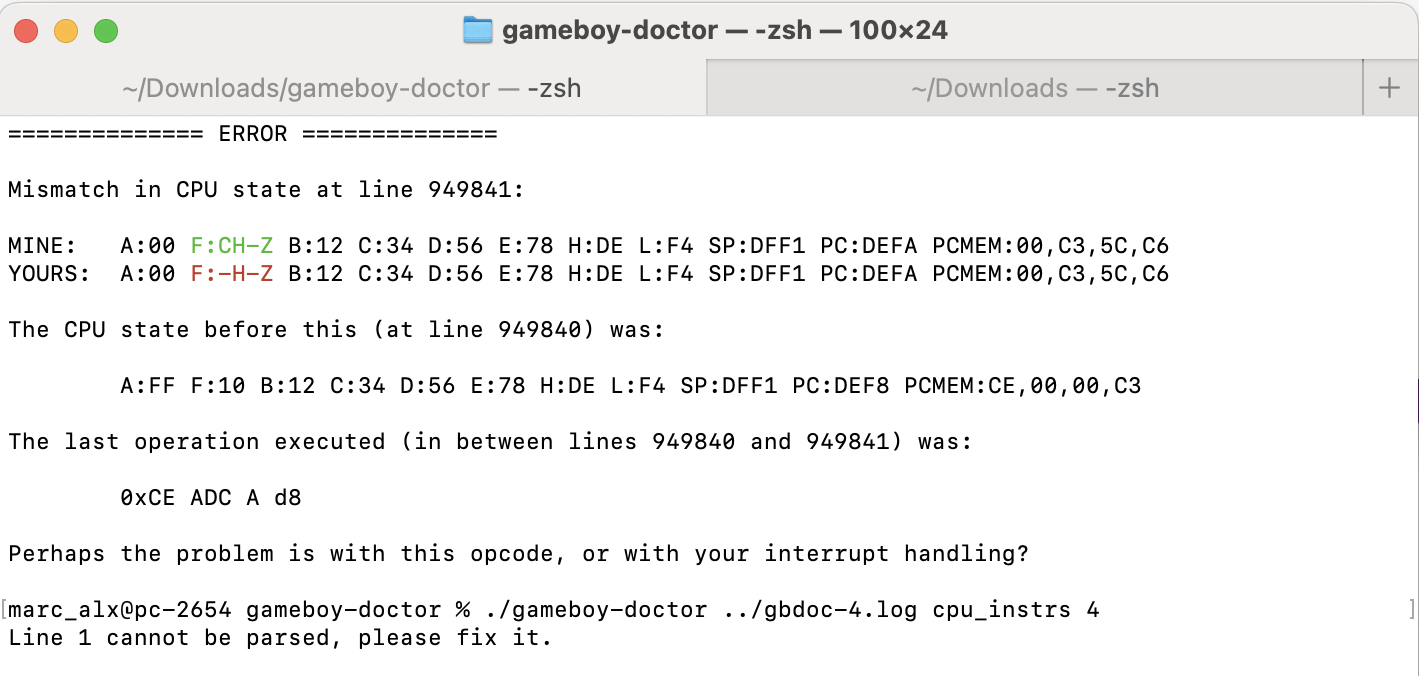 gameboy-doctor — -zsh — 100×24
~/Downloads/gameboy-doctor — -zsh
~/Downloads — -zsh
+
============== ERROR ==============
Mismatch in CPU state at line 949841:
MINE:   A:00 F:CH-Z B:12 C:34 D:56 E:78 H:DE L:F4 SP:DFF1 PC:DEFA PCMEM:00,C3,5C,C6
YOURS:  A:00 F:-H-Z B:12 C:34 D:56 E:78 H:DE L:F4 SP:DFF1 PC:DEFA PCMEM:00,C3,5C,C6
The CPU state before this (at line 949840) was:
A:FF F:10 B:12 C:34 D:56 E:78 H:DE L:F4 SP:DFF1 PC:DEF8 PCMEM:CE,00,00,C3
The last operation executed (in between lines 949840 and 949841) was:
0xCE ADC A d8
Perhaps the problem is with this opcode, or with your interrupt handling?
[marc_alx@pc-2654 gameboy-doctor % ./gameboy-doctor ../gbdoc-4.log cpu_instrs 4 ]
Line 1 cannot be parsed, please fix it.